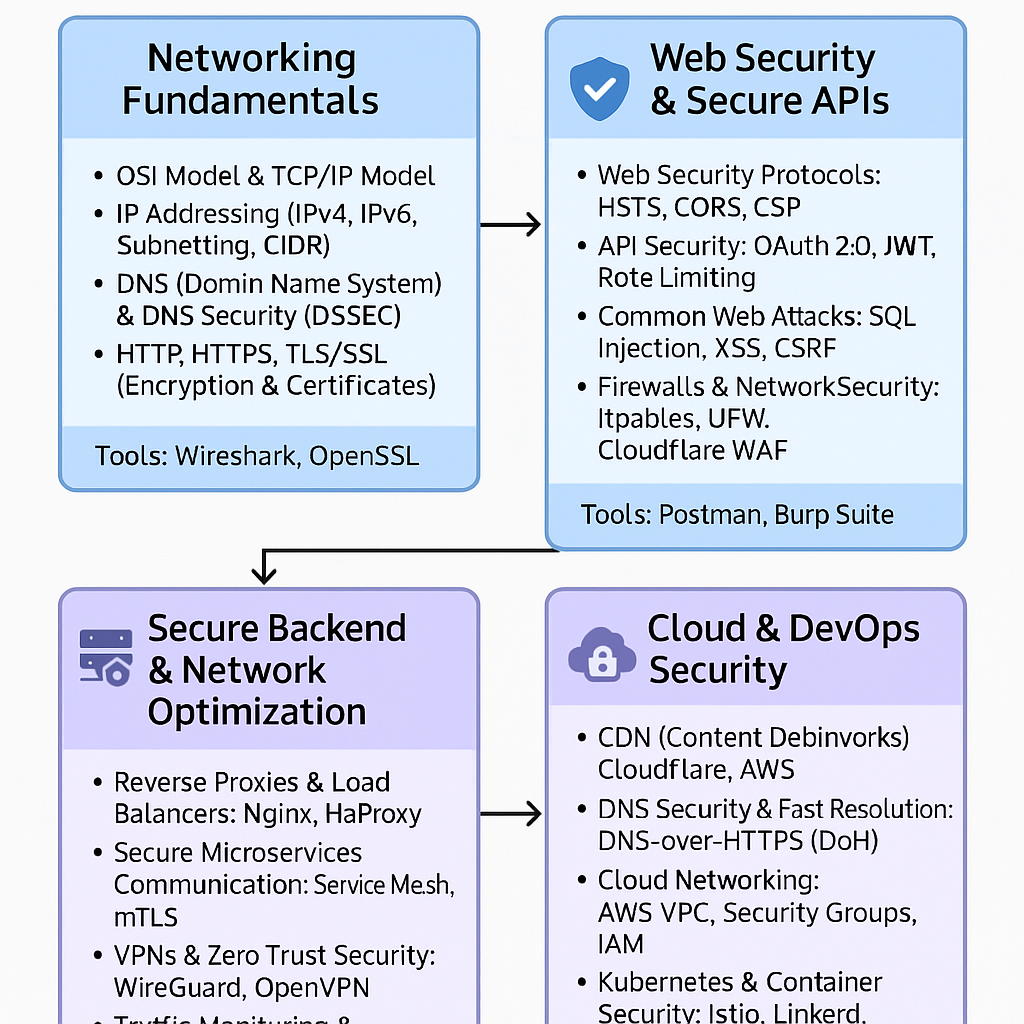 Networking
Fundamentals
• OSI Model & TCP/IP Model
• IP Addressing (IPv4, IPv6,
Subnetting, CIDR)
• DNS (Domin Name System)
& DNS Security (DSSEC)
• HTTP, HTTPS, TLS/SSL
(Encryption & Certificates)
Tools: Wireshark, OpenSSL
Web Security
& Secure APIs
• Web Security Protocols:
HSTS, CORS, CSP
• API Security: OAuth 2:0, JWT,
Rote Limiting
• Common Web Attacks: SQL
Injection, XSS, CSRF
• Firewalls & NetworkSecurity:
Itpables, UFW.
Cloudflare WAF
Tools: Postman, Burp Suite
Secure Backend
& Network
Optimization
• Reverse Proxies & Load
Balancers: Nginx, HaProxy
• Secure Microservices
Communication: Service Me.sh,
mTLS
• VPNs & Zero Trust Security:
WireGuard, OpenVPN
Monitoring &
Cloud & DevOps
Security
• CDN (Content Debinvorks)
Cloudflare, AWS
• DNS Security & Fast Resolution:
DNS-over-HTTPS (DoH)
• Cloud Networking:
AWS VPC, Security Groups,
IAM
• Kubernetes & Container
Security: Istio, Linkerd,